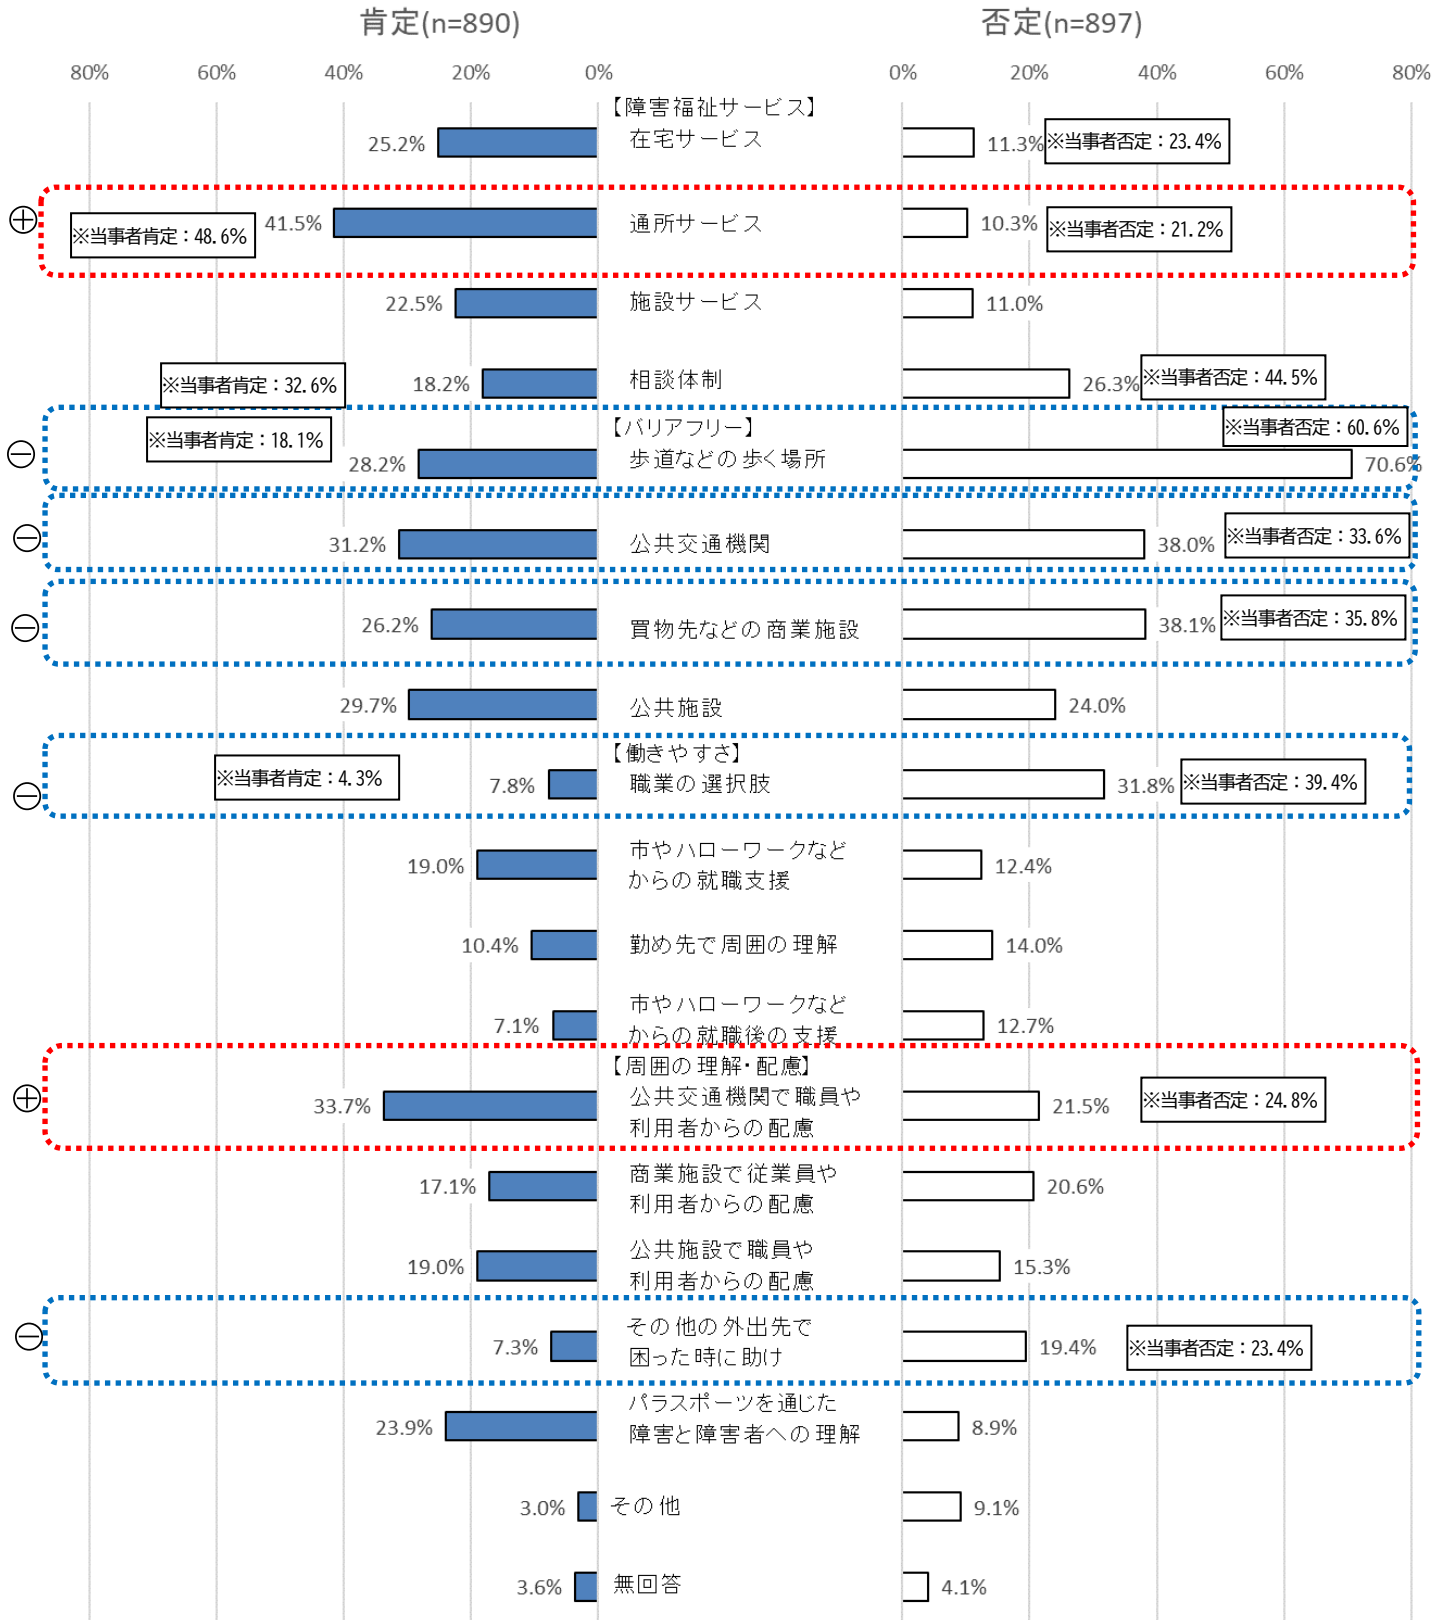 肯定(n=890)
否定(n=897)
80% 60% 40% 20% 0%
0% 20% 40% 60% 80%
【障害福祉サービス】
25.2% 在宅サービス 11.3% ※当事者否定：23.4%
⊕ ※当事者肯定：48.6% 41.5% 通所サービス 10.3% ※当事者否定：21.2%
22.5% 施設サービス 11.0%
※当事者肯定：32.6% 18.2% 相談体制 26.3% ※当事者否定：44.5%
【バリアフリー】
⊖ ※当事者肯定：18.1% 28.2% 歩道などの歩く場所 70.6% ※当事者否定：60.6%
⊖ 31.2% 公共交通機関 38.0% ※当事者否定：33.6%
⊖ 26.2% 買物先などの商業施設 38.1% ※当事者否定：35.8%
29.7% 公共施設 24.0%
【働きやすさ】
⊖ ※当事者肯定：4.3% 7.8% 職業の選択肢 31.8% ※当事者否定：39.4%
市やハローワークなど
19.0% からの就職支援 12.4%
10.4% 勤め先で周囲の理解 14.0%
市やハローワークなど
7.1% からの就職後の支援 12.7%
【周囲の理解・配慮】
⊕ 33.7% 公共交通機関で職員や 21.5% ※当事者否定：24.8%
利用者からの配慮
商業施設で従業員や
17.1% 利用者からの配慮 20.6%
公共施設で職員や
19.0% 利用者からの配慮 15.3%
その他の外出先で
⊖ 7.3% 困った時に助け 19.4% ※当事者否定：23.4%
パラスポーツを通じた
23.9% 障害と障害者への理解 8.9%
3.0% その他 9.1%
3.6% 無回答 4.1%